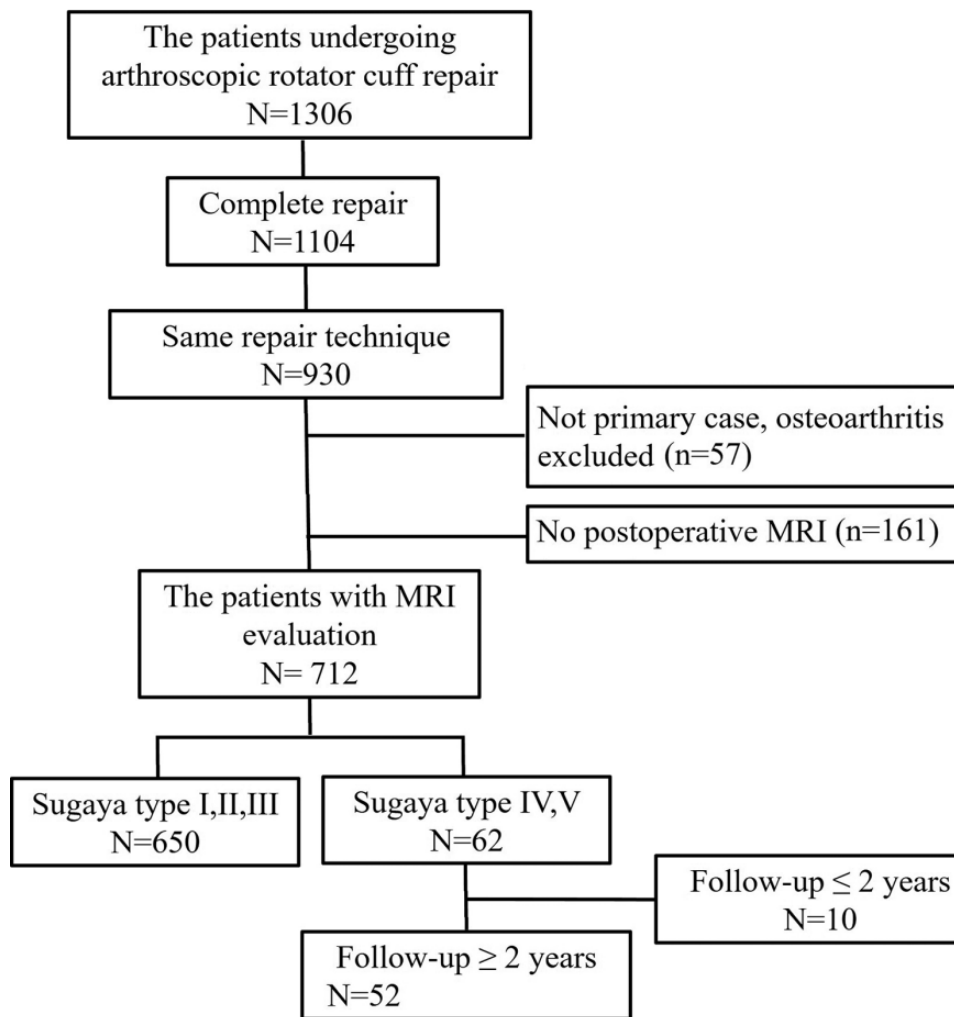 The patients undergoing
arthroscopic rotator cuff repair
N=1306
Complete repair
N=1104
Same repair technique
N=930
Not primary case, osteoarthritis
excluded (n=57)
No postoperative MRI (n=161)
The patients with MRI
evaluation
N= 712
Sugaya type I,II,III
N=650
Sugaya type IV,V
N=62
Follow-up ≤ 2 years
N=10
Follow-up ≥ 2 years
N=52